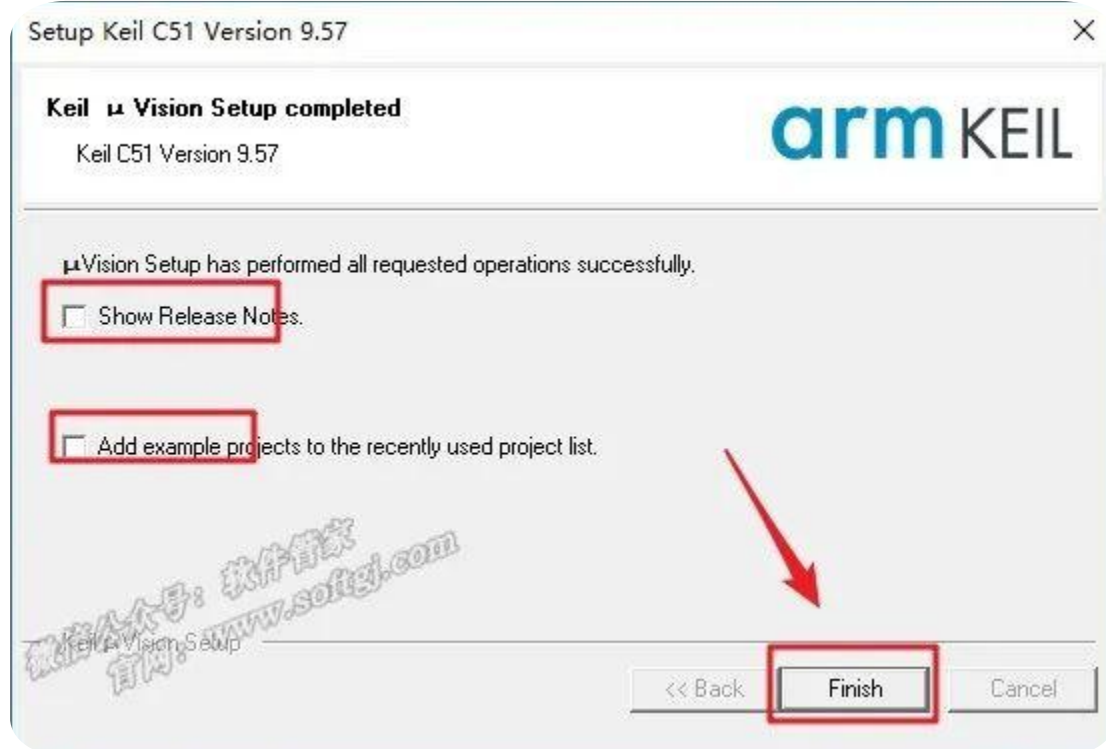 Setup Keil C51 Version 9.57
Keil μ Vision Setup completed
Keil C51 Version 9.57
arm KEIL
μVision Setup has performed all requested operations successfully.
Show Release Notes.
Add example projects to the recently used project list.
微信公众号：软件管家
官网：www.softgj.com
Keil μVision Setup
<< Back
Finish
Cancel